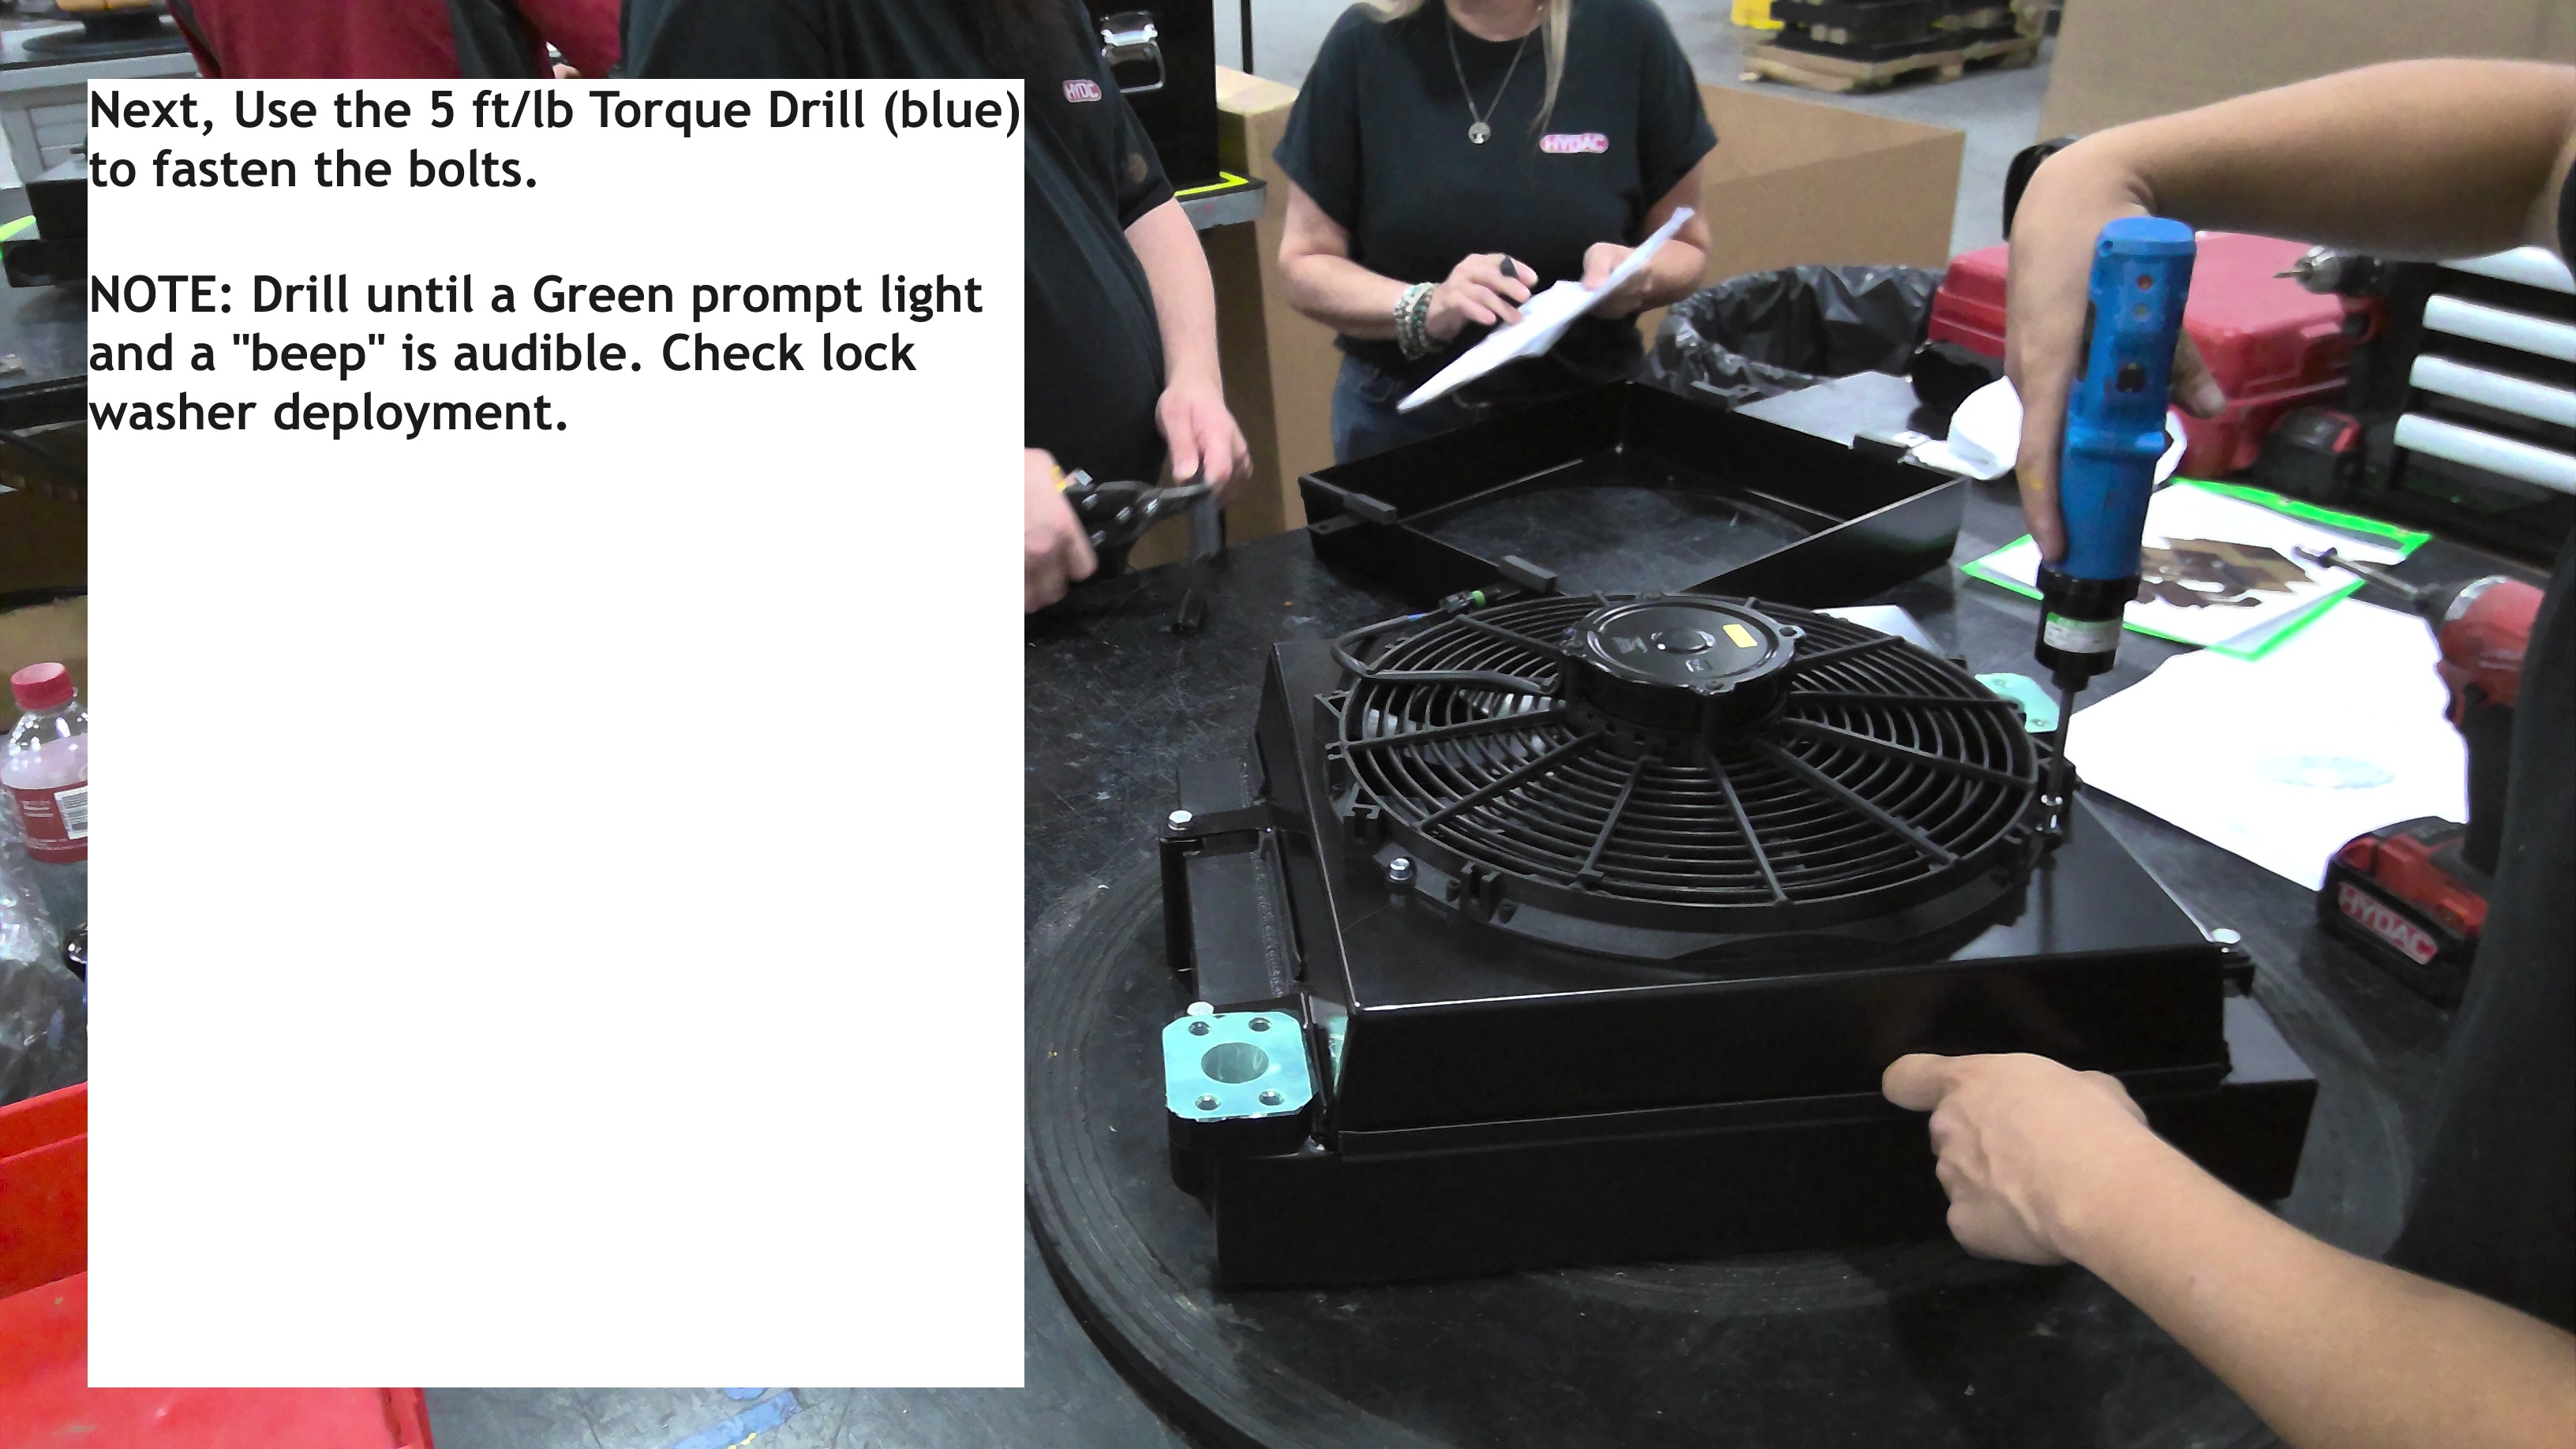 Next, Use the 5 ft/lb Torque Drill (blue)
to fasten the bolts.
NOTE: Drill until a Green prompt light
and a "beep" is audible. Check lock
washer deployment.
HYDAC
HYDAC
HYDAC